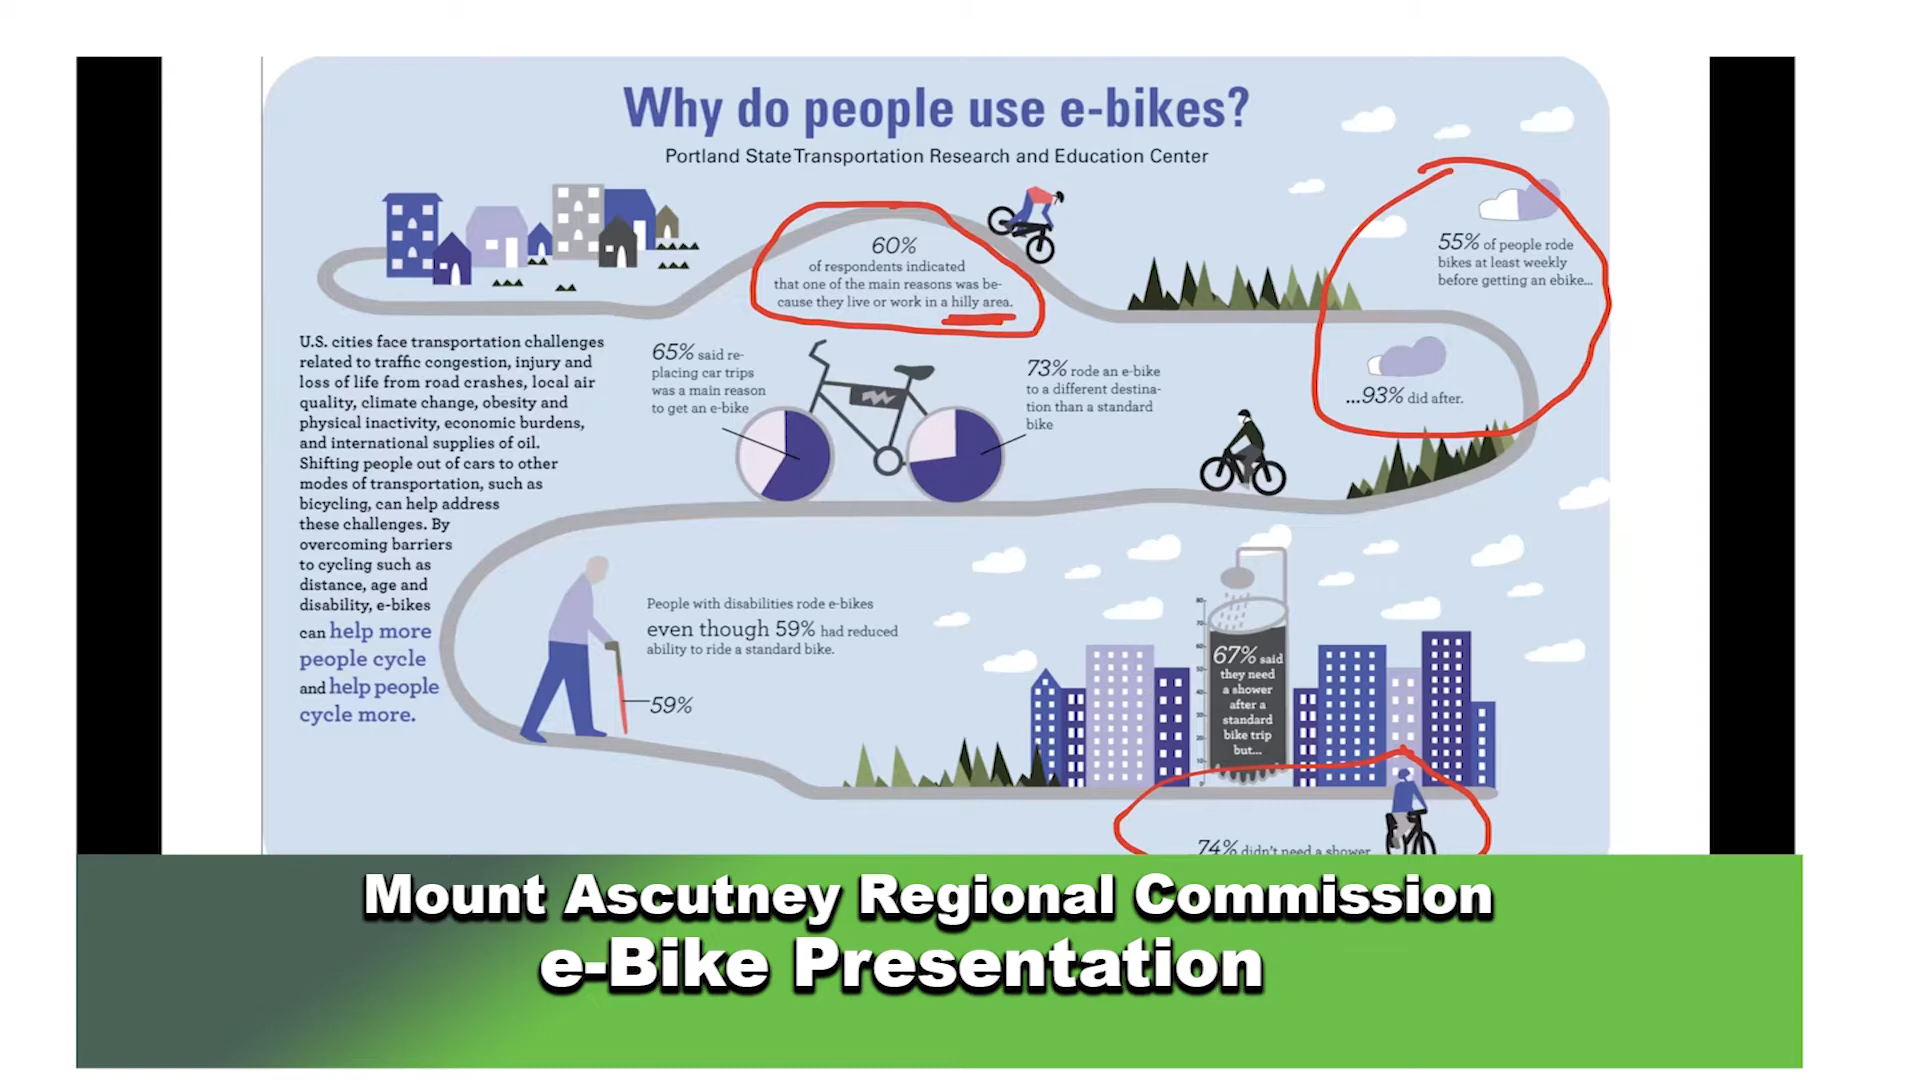 Why do people use e-bikes?
Portland State Transportation Research and Education Center
60%
of respondents indicated
that one of the main reasons was be-
cause they live or work in a hilly area.
55% of people rode
bikes at least weekly
before getting an ebike...
...93% did after.
U.S. cities face transportation challenges
related to traffic congestion, injury and
loss of life from road crashes, local air
quality, climate change, obesity and
physical inactivity, economic burdens,
and international supplies of oil.
Shifting people out of cars to other
modes of transportation, such as
bicycling, can help address
these challenges. By
overcoming barriers
to cycling such as
distance, age and
disability, e-bikes
can help more
people cycle
and help people
cycle more.
65% said re-
placing car trips
was a main reason
to get an e-bike
73% rode an e-bike
to a different destina-
tion than a standard
bike
People with disabilities rode e-bikes
even though 59% had reduced
ability to ride a standard bike.
59%
80
70
60
50
40
30
20
10
67% said
they need
a shower
after a
standard
bike trip
but...
74% didn't need a shower
Mount Ascutney Regional Commission
e-Bike Presentation